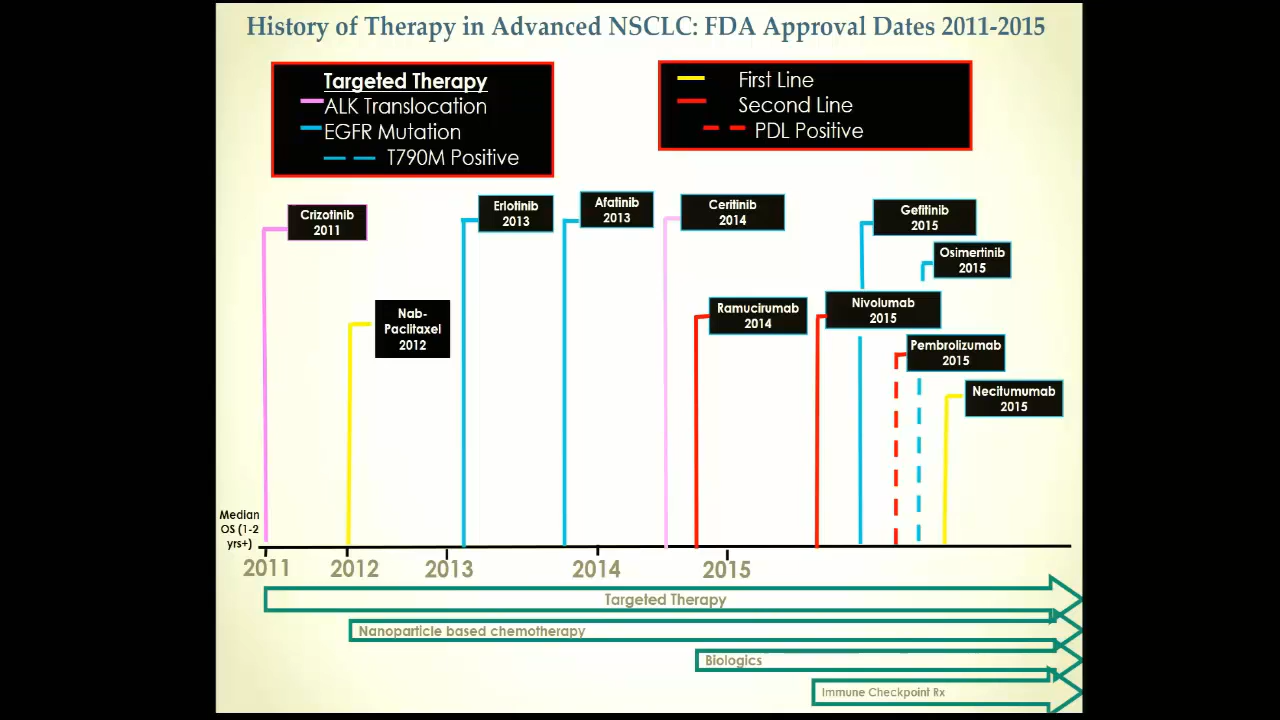 History of Therapy in Advanced NSCLC: FDA Approval Dates 2011-2015
Targeted Therapy
ALK Translocation
EGFR Mutation
T790M Positive
First Line
Second Line
PDL Positive
Crizotinib
2011
Nab-
Paclitaxel
2012
Erlotinib
2013
Afatinib
2013
Ceritinib
2014
Ramucirumab
2014
Gefitinib
2015
Osimertinib
2015
Nivolumab
2015
Pembrolizumab
2015
Necitumumab
2015
Median
OS (1-2
yrs+)
2011 2012 2013 2014 2015
Targeted Therapy
Nanoparticle based chemotherapy
Biologics
Immune Checkpoint Rx